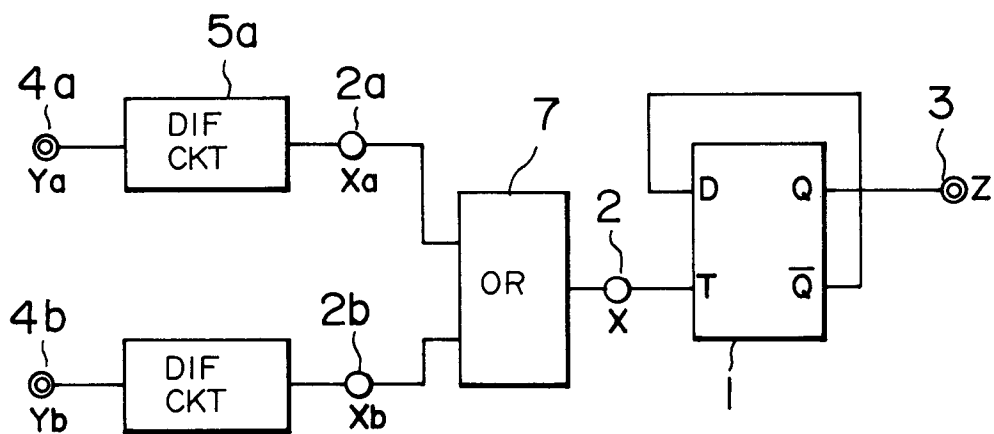 5a
4a
DIF
CKT
2a
Ya
Xa
7
3
D
Q
Z
OR
2
X
T
Q̅
4b
DIF
CKT
2b
Yb
Xb
1